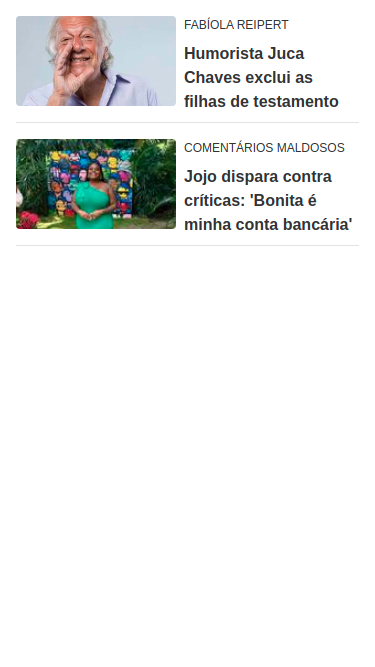 FABÍOLA REIPERT
Humorista Juca
Chaves exclui as
filhas de testamento
COMENTÁRIOS MALDOSOS
Jojo dispara contra
críticas: 'Bonita é
minha conta bancária'